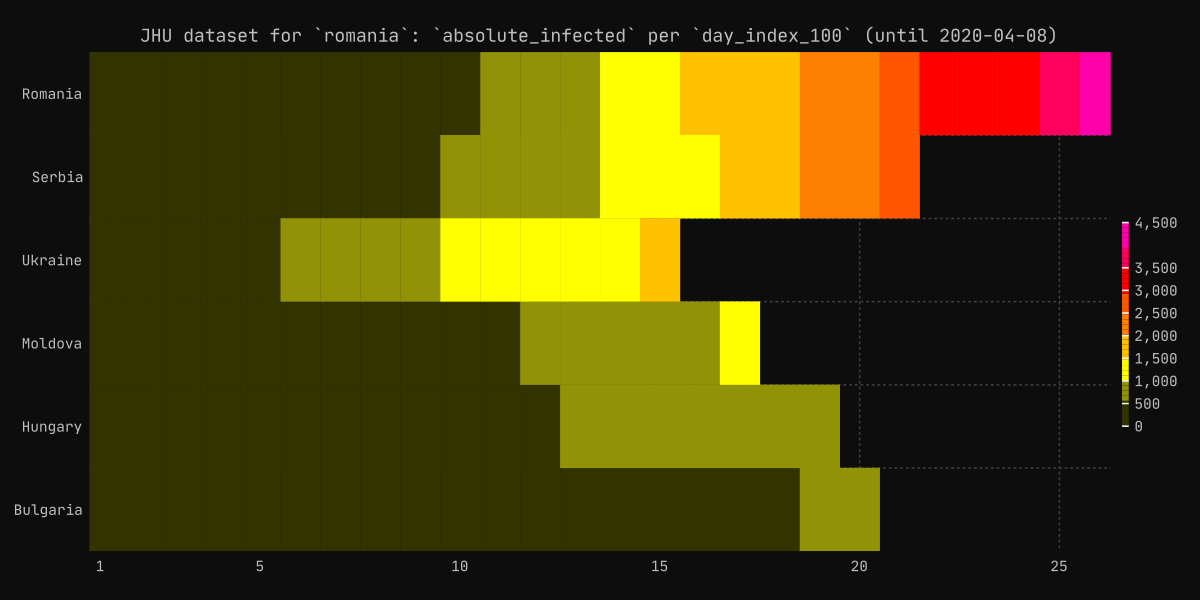 JHU dataset for `romania`: `absolute_infected` per `day_index_100` (until 2020-04-08)
Romania
Serbia
Ukraine
Moldova
Hungary
Bulgaria
1 5 10 15 20 25
4,500
3,500
3,000
2,500
2,000
1,500
1,000
500
0